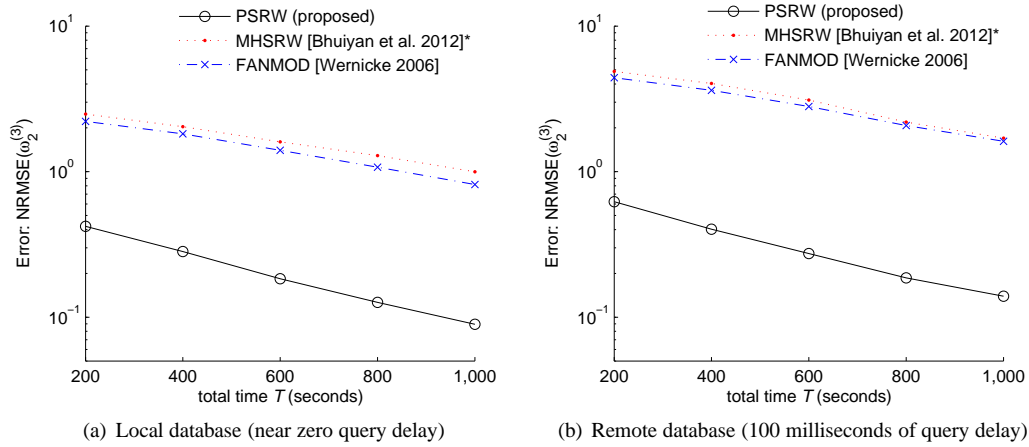 PSRW (proposed)
MHSRW [Bhuiyan et al. 2012]*
FANMOD [Wernicke 2006]
10^1
10^0
10^{-1}
Error: NRMSE(ω_2^{(3)})
200 400 600 800 1,000
total time T (seconds)
(a) Local database (near zero query delay)
PSRW (proposed)
MHSRW [Bhuiyan et al. 2012]*
FANMOD [Wernicke 2006]
10^1
10^0
10^{-1}
Error: NRMSE(ω_2^{(3)})
200 400 600 800 1,000
total time T (seconds)
(b) Remote database (100 milliseconds of query delay)